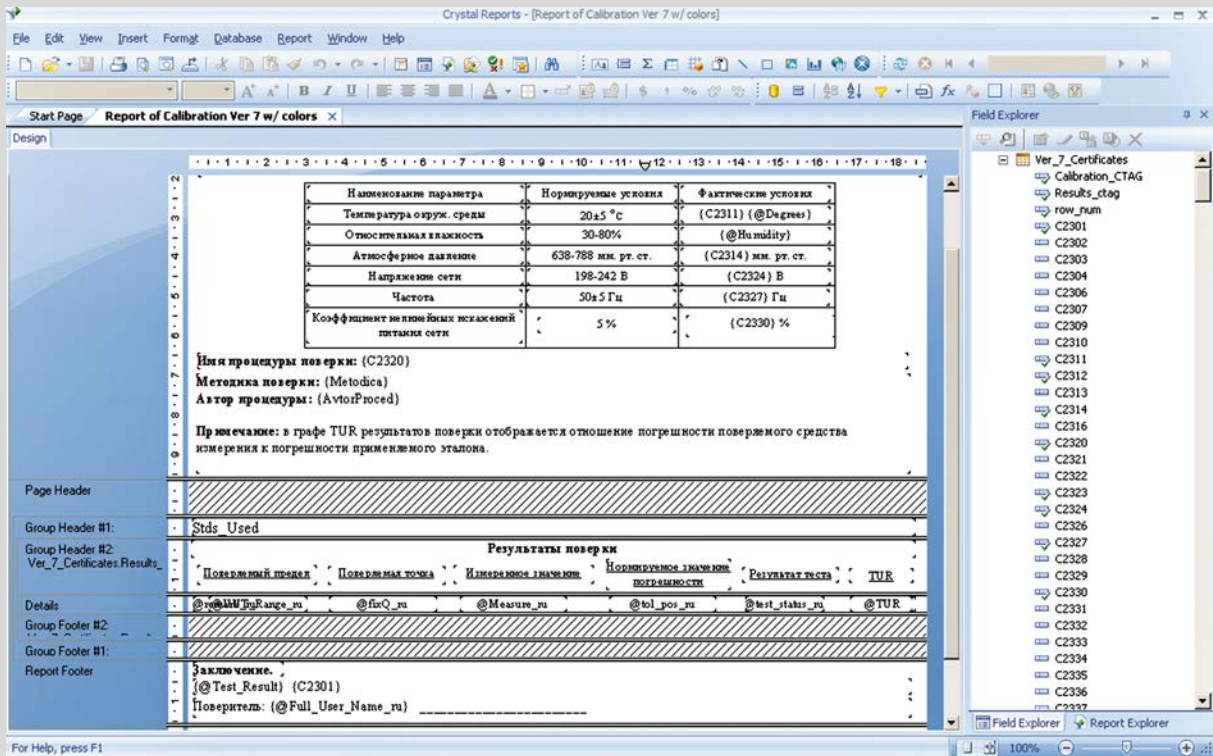 Crystal Reports - [Report of Calibration Ver 7 w/ colors]
File Edit View Insert Format Database Report Window Help
Start Page Report of Calibration Ver 7 w/ colors
Design
Наименование параметра Нормируемые условия Фактические условия
Температура окруж. среды 20±5 °C {C2311} {@Degrees}
Относительная влажность 30-80% {@Humidity}
Атмосферное давление 638-788 мм. рт. ст. {C2314} мм. рт. ст.
Напряжение сети 198-242 В {C2324} В
Частота 50±5 Гц {C2327} Гц
Коэффициент нелинейных искажений
питания сети 5 % {C2330} %
Имя процедуры поверки: {C2320}
Методика поверки: {Metodica}
Автор процедуры: {AvtorProced}
Примечание: в графе TUR результатов поверки отображается отношение погрешности поверяемого средства
измерения к погрешности применяемого эталона.
Page Header
Group Header #1: Stds_Used
Group Header #2:
Ver_7_Certificates.Results_
Результаты поверки
Поверяемый предел Поверяемая точка Измеренное значение Нормируемое значение
погрешности Результат теста TUR
Details @fixQ_ru @Measure_ru @tol_pos_ru @test_status_ru @TUR
Group Footer #2:
Group Footer #1:
Report Footer
Заключение.
{@Test_Result} {C2301}
Поверитель: {@Full_User_Name_ru}
Field Explorer
Ver_7_Certificates
Calibration_CTAG
Results_ctag
row_num
C2301
C2302
C2303
C2304
C2306
C2307
C2309
C2310
C2311
C2312
C2313
C2314
C2316
C2320
C2321
C2322
C2323
C2324
C2326
C2327
C2328
C2329
C2330
C2331
C2332
C2333
C2334
C2335
C2336
C2337
Field Explorer Report Explorer
For Help, press F1 100%